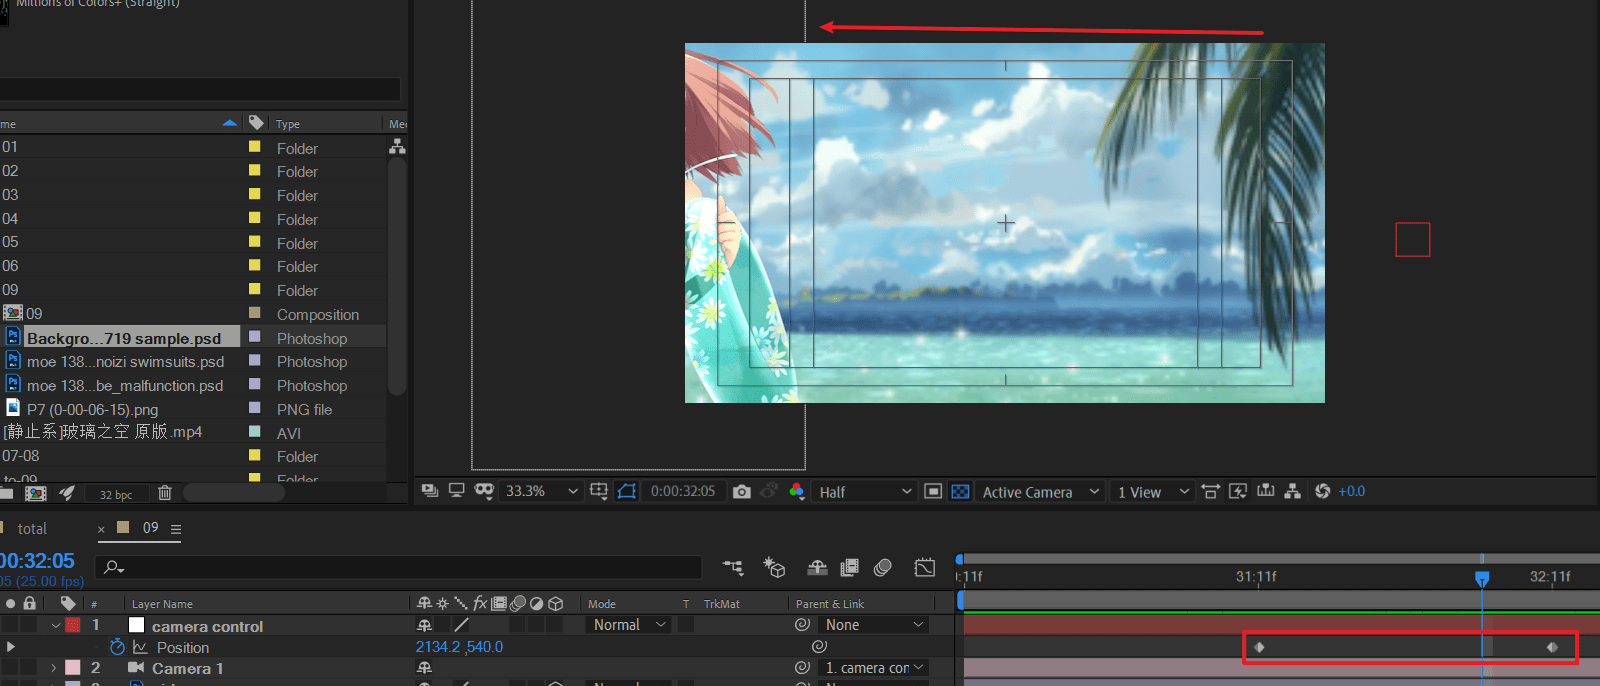 Millions of Colors+ (Straight)
me Type Me
01 Folder
02 Folder
03 Folder
04 Folder
05 Folder
06 Folder
09 Folder
09 Composition
Backgro...719 sample.psd Photoshop
moe 138...noizi swimsuits.psd Photoshop
moe 138...be_malfunction.psd Photoshop
P7 (0-00-06-15).png PNG file
[静止系]玻璃之空 原版.mp4 AVI
07-08 Folder
to-09 Folder
32 bpc
33.3% 0:00:32:05 Half Active Camera 1 View +0.0
total × 09
00:32:05
05 (25.00 fps)
:11f 31:11f 32:11f
# Layer Name fx Mode T TrkMat Parent & Link
1 camera control Normal None
Position 2134.2,540.0
2 Camera 1 1. camera con